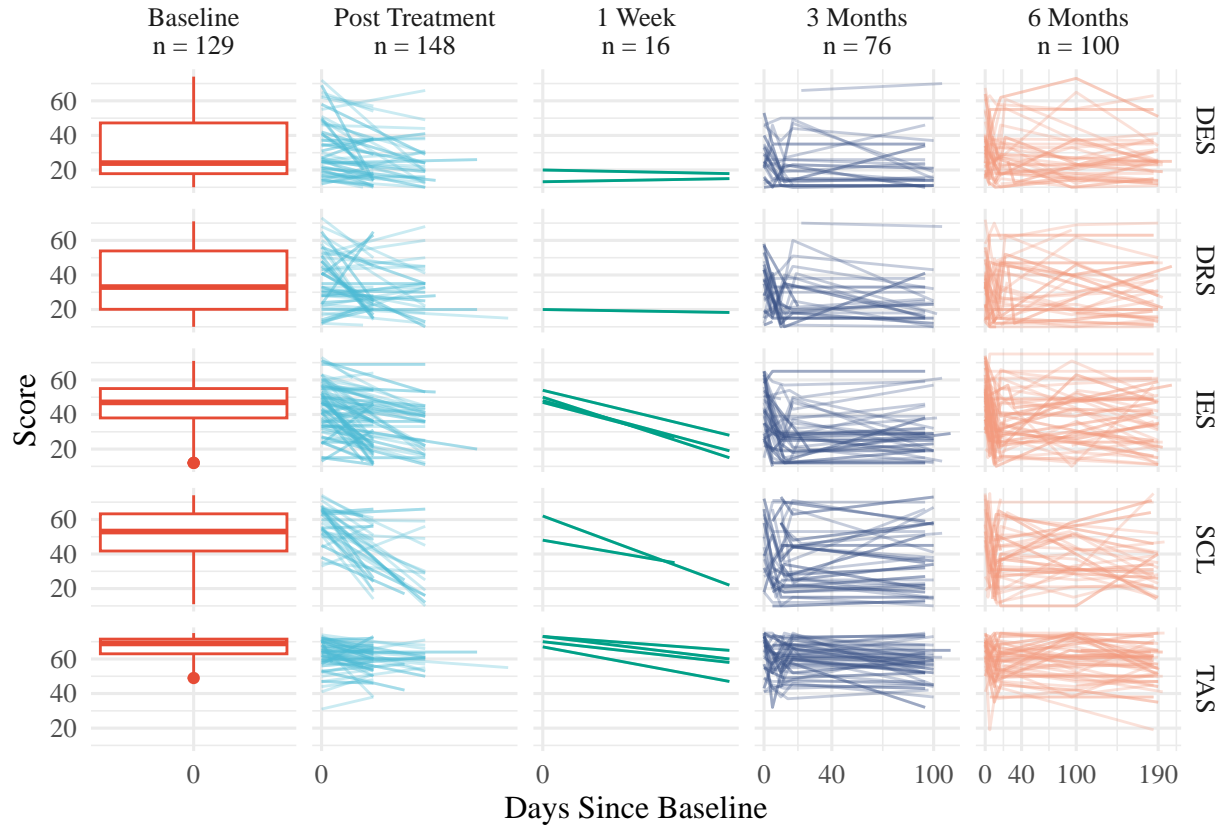 Baseline Post Treatment 1 Week 3 Months 6 Months
n = 129 n = 148 n = 16 n = 76 n = 100
60
40
20
DES
60
40
20
DRS
60
40
20
IES
Score
60
40
20
SCL
60
40
20
TAS
0 0 0 0 40 100 0 40 100 190
Days Since Baseline